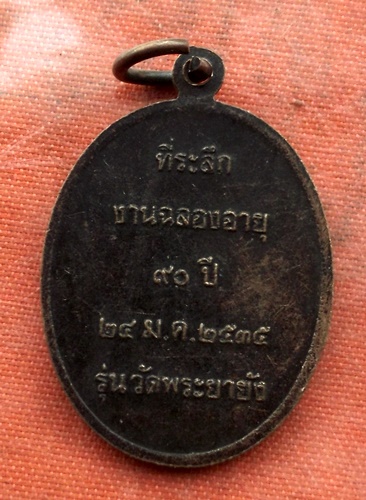 ที่ระลึก
งานฉลองอายุ
๙๐ ปี
๒๔ ม.ค.๒๕๓๕
รุ่น วัดพระยายัง